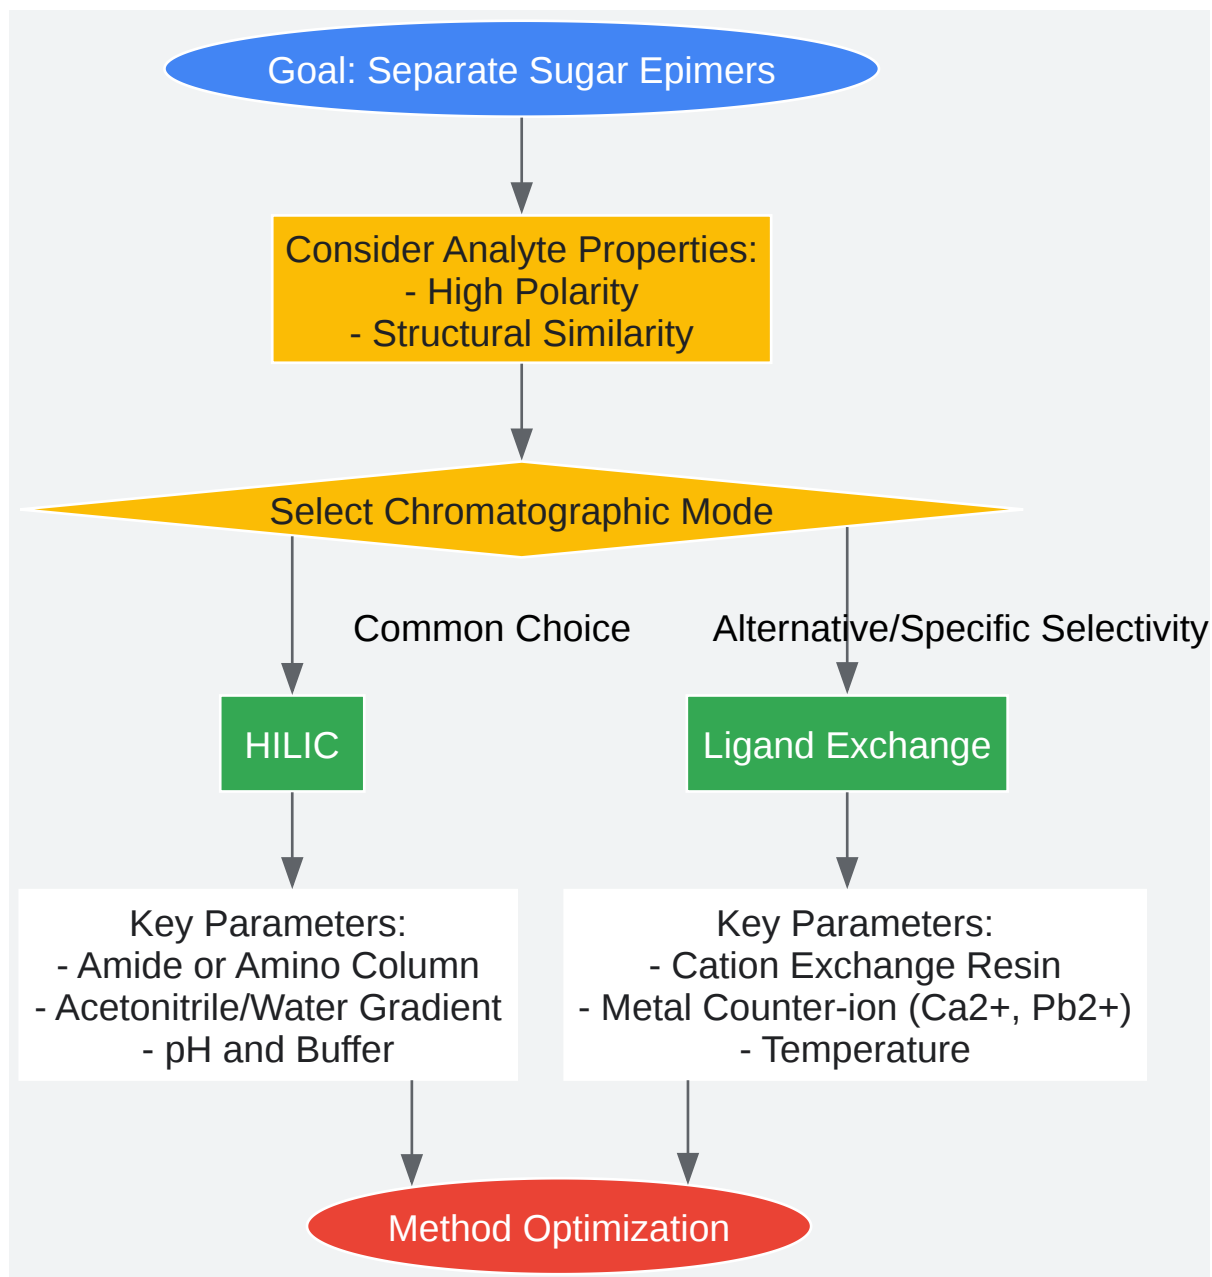 Goal: Separate Sugar Epimers
Consider Analyte Properties:
- High Polarity
- Structural Similarity
Select Chromatographic Mode
Common Choice
Alternative/Specific Selectivity
HILIC
Ligand Exchange
Key Parameters:
- Amide or Amino Column
- Acetonitrile/Water Gradient
- pH and Buffer
Key Parameters:
- Cation Exchange Resin
- Metal Counter-ion (Ca2+, Pb2+)
- Temperature
Method Optimization